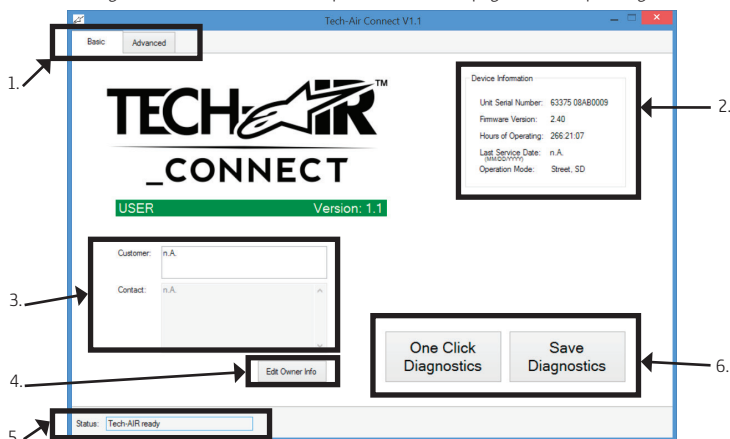 Tech-Air Connect V1.1
Basic Advanced
1.
TECH-AIR™
_CONNECT
USER Version: 1.1
Device Information
Unit Serial Number: 63375 08AB0009
Firmware Version: 2.40
Hours of Operating: 266:21:07
Last Service Date: n.A.
(MM:DD/YYYY)
Operation Mode: Street, SD
2.
Customer: n.A.
Contact: n.A.
3.
Edit Owner Info
4.
One Click
Diagnostics
Save
Diagnostics
6.
Status: Tech-AIR ready
5.